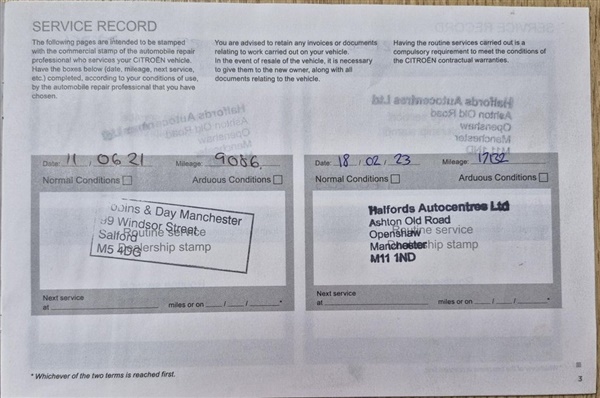 SERVICE RECORD
The following pages are intended to be stamped
with the commercial stamp of the automobile repair
professional who services your CITROËN vehicle.
Have the boxes below (date, mileage, next service,
etc.) completed, according to your conditions of use,
by the automobile repair professional that you have
chosen.
You are advised to retain any invoices or documents
relating to work carried out on your vehicle.
In the event of resale of the vehicle, it is necessary
to give them to the new owner, along with all
documents relating to the vehicle.
Having the routine services carried out is a
compulsory requirement to meet the conditions of
the CITROËN contractual warranties.
Date: 11 / 06 21 Mileage: 9086
Normal Conditions Arduous Conditions
& Day Manchester
Windsor Street
Salford Routine service
M5 4DG Dealership stamp
Next service
at miles or on / / *
Date: 18 / 02 / 23 Mileage:
Normal Conditions Arduous Conditions
Halfords Autocentres Ltd
Ashton Old Road
Openshaw Routine service
Manchester Dealership stamp
M11 1ND
Next service
at miles or on / / *
* Whichever of the two terms is reached first.
3